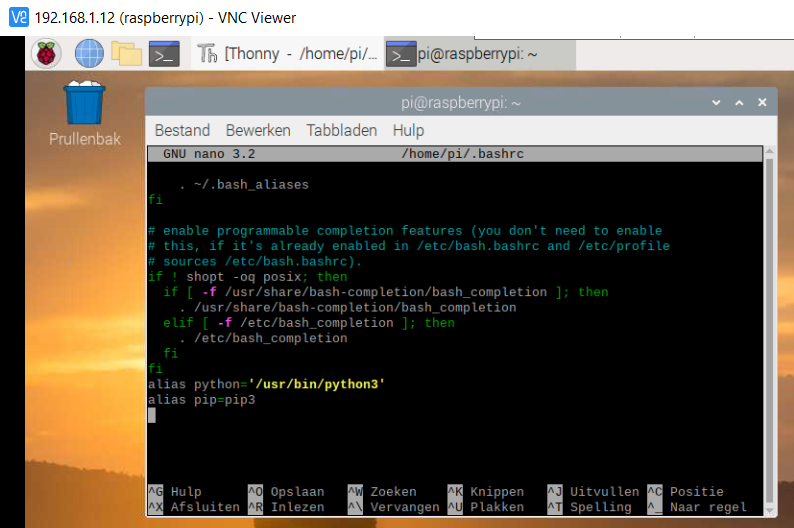 VE 192.168.1.12 (raspberrypi) - VNC Viewer
>_ Th [Thonny - /home/pi/... >_ pi@raspberrypi: ~
Prullenbak
pi@raspberrypi: ~
Bestand Bewerken Tabbladen Hulp
GNU nano 3.2 /home/pi/.bashrc
. ~/.bash_aliases
fi
# enable programmable completion features (you don't need to enable
# this, if it's already enabled in /etc/bash.bashrc and /etc/profile
# sources /etc/bash.bashrc).
if ! shopt -oq posix; then
if [ -f /usr/share/bash-completion/bash_completion ]; then
. /usr/share/bash-completion/bash_completion
elif [ -f /etc/bash_completion ]; then
. /etc/bash_completion
fi
fi
alias python='/usr/bin/python3'
alias pip=pip3
^G Hulp ^O Opslaan ^W Zoeken ^K Knippen ^J Uitvullen ^C Positie
^X Afsluiten ^R Inlezen ^\ Vervangen ^U Plakken ^T Spelling ^_ Naar regel